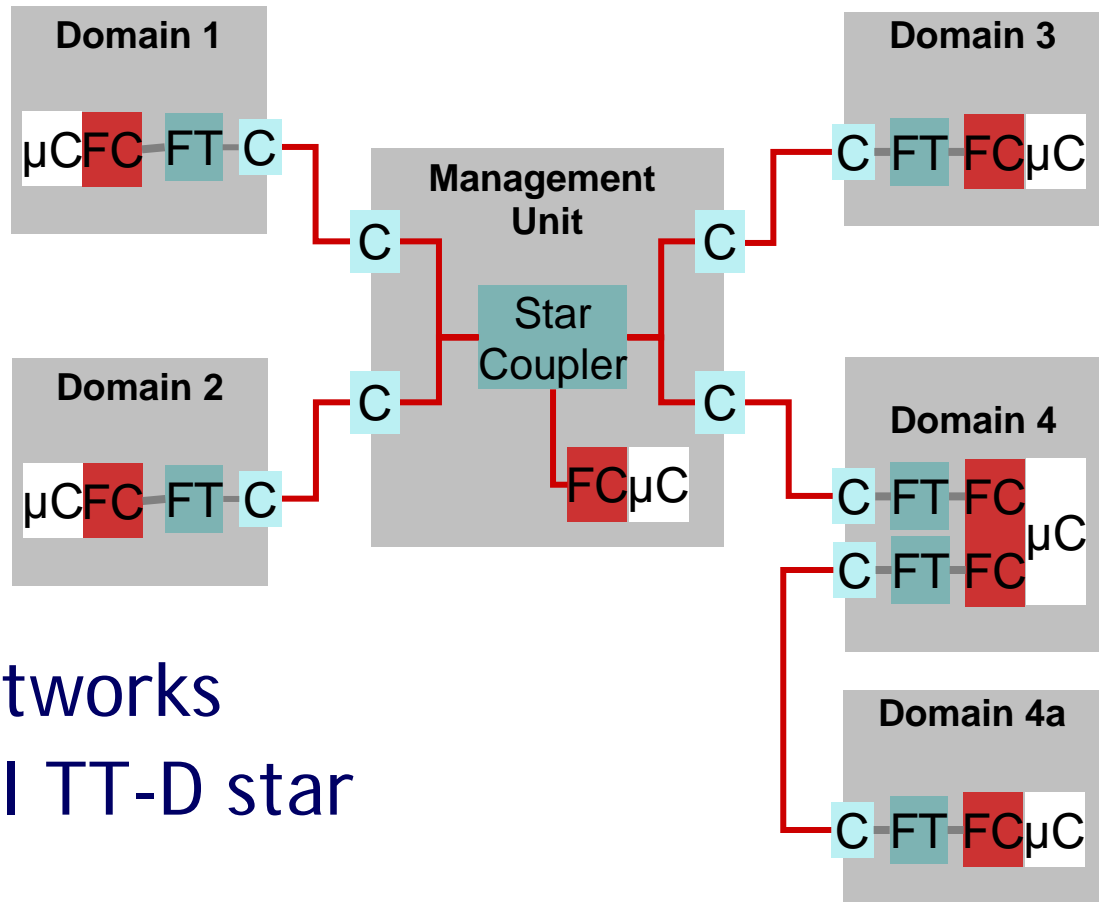 Domain 1
µC FC FT C
Domain 2
µC FC FT C
Management
Unit
C
C
C
C
Star
Coupler
FC µC
Domain 3
C FT FC µC
Domain 4
C FT FC
µC
C FT FC
Domain 4a
C FT FC µC
tworks
l TT-D star